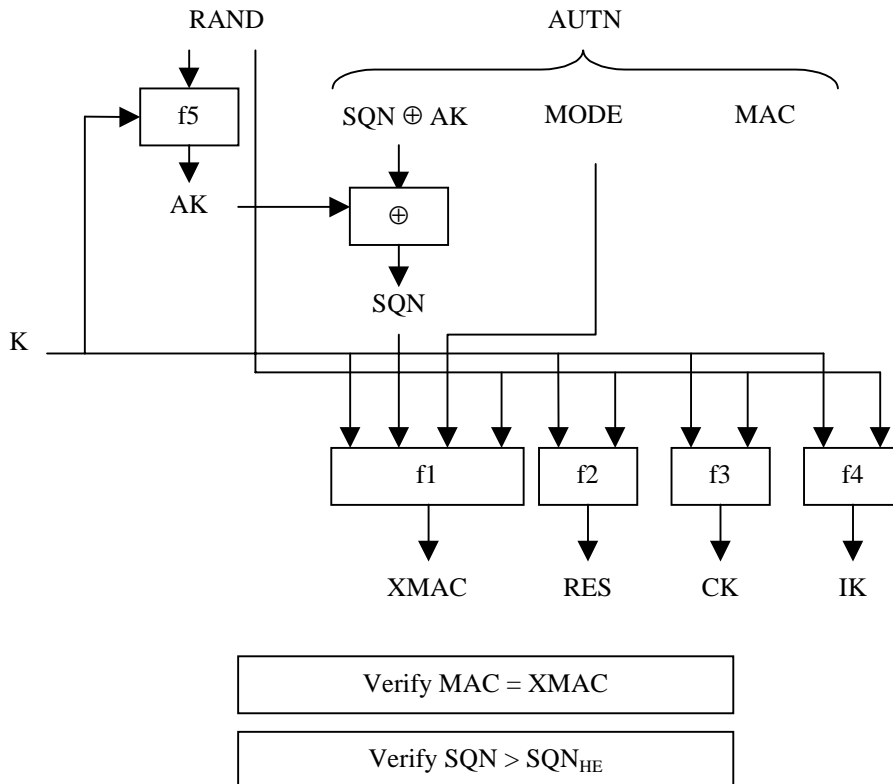 RAND AUTN
f5 SQN ⊕ AK MODE MAC
AK ⊕
SQN
K
f1 f2 f3 f4
XMAC RES CK IK
Verify MAC = XMAC
Verify SQN > SQN_HE